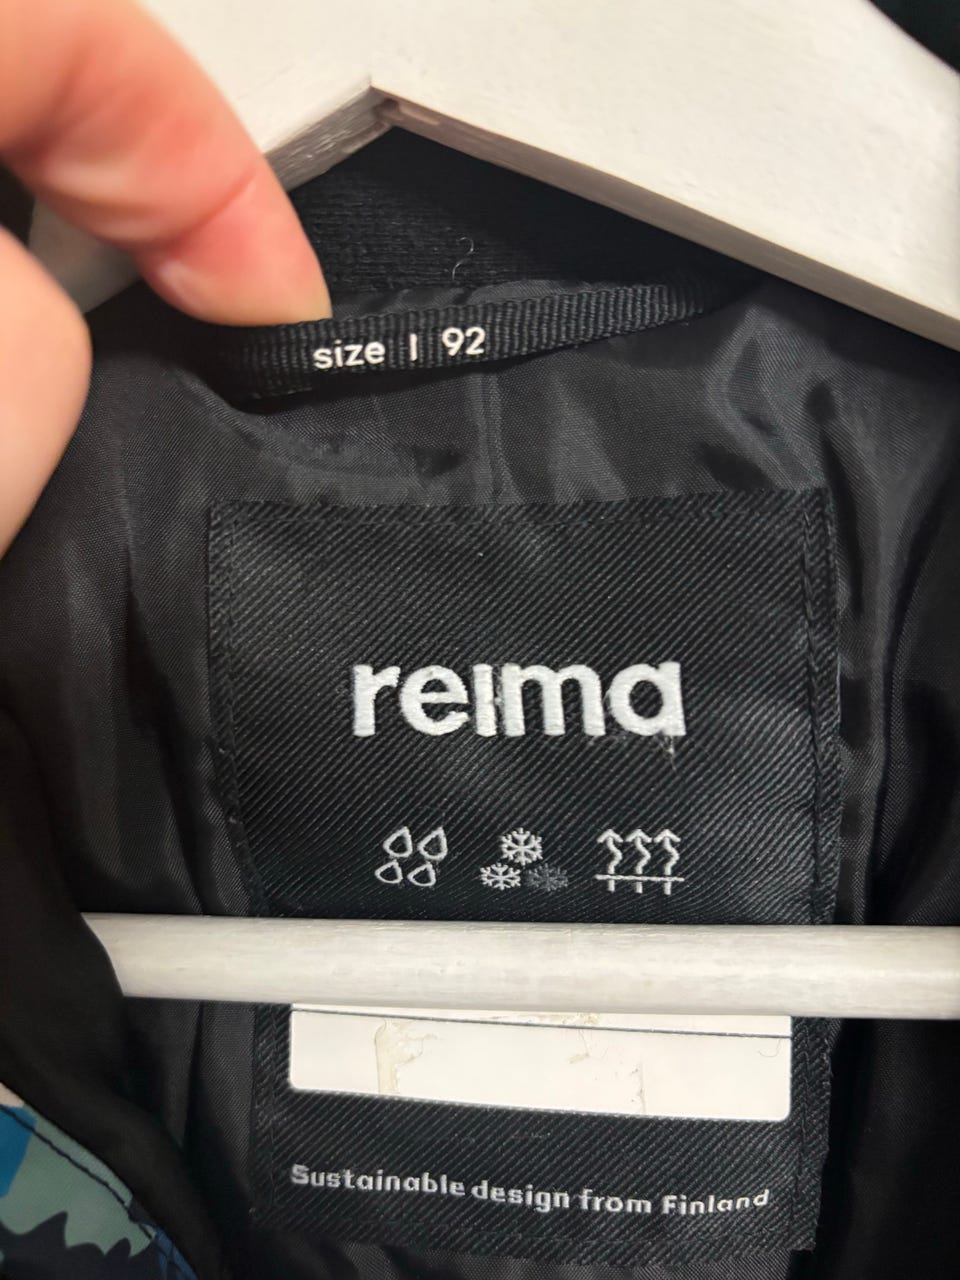 size | 92
reima
Sustainable design from Finland